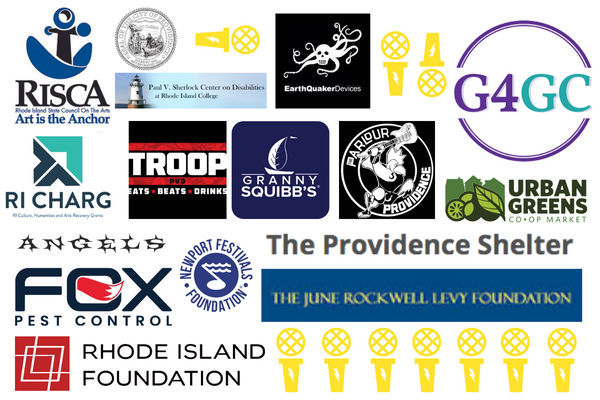 RISCA
Rhode Island State Council On The Arts
Art is the Anchor
Paul V. Sherlock Center on Disabilities
at Rhode Island College
EarthQuakerDevices
G4GC
RI CHARG
RI Culture, Humanities and Arts Recovery Grants
TROOP
PVD
EATS★BEATS★DRINKS
GRANNY
SQUIBB'S®
PARLOUR
PROVIDENCE
URBAN
GREENS
CO•OP MARKET
ANGELS
NEWPORT FESTIVALS
FOUNDATION
The Providence Shelter
FOX
PEST CONTROL
THE JUNE ROCKWELL LEVY FOUNDATION
RHODE ISLAND
FOUNDATION